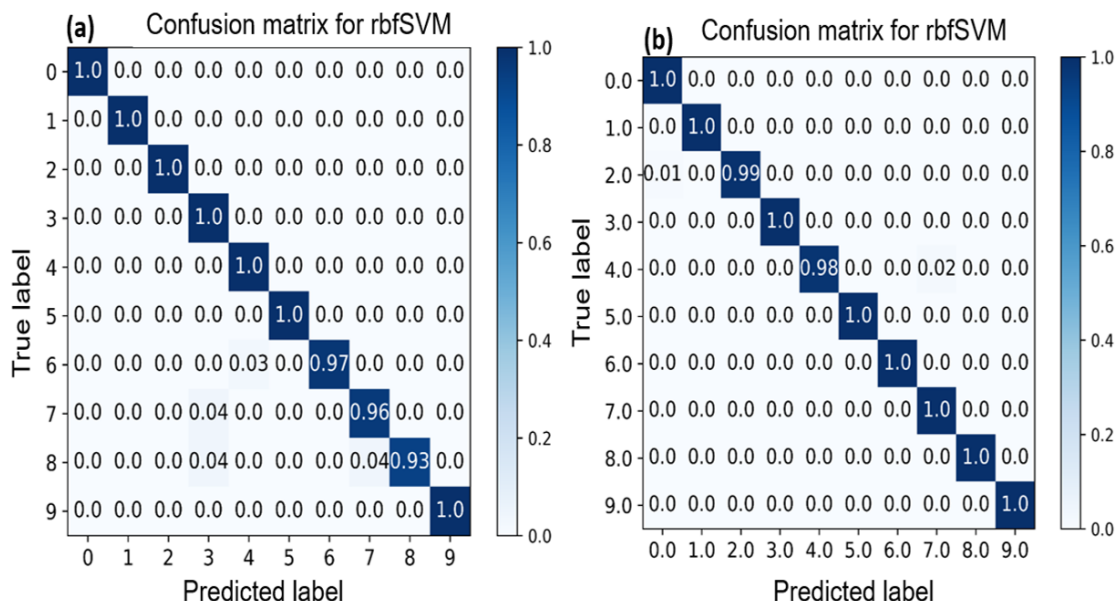 (a) Confusion matrix for rbfSVM
True label
0 1.0 0.0 0.0 0.0 0.0 0.0 0.0 0.0 0.0 0.0
1 0.0 1.0 0.0 0.0 0.0 0.0 0.0 0.0 0.0 0.0
2 0.0 0.0 1.0 0.0 0.0 0.0 0.0 0.0 0.0 0.0
3 0.0 0.0 0.0 1.0 0.0 0.0 0.0 0.0 0.0 0.0
4 0.0 0.0 0.0 0.0 1.0 0.0 0.0 0.0 0.0 0.0
5 0.0 0.0 0.0 0.0 0.0 1.0 0.0 0.0 0.0 0.0
6 0.0 0.0 0.0 0.0 0.03 0.0 0.97 0.0 0.0 0.0
7 0.0 0.0 0.0 0.04 0.0 0.0 0.0 0.96 0.0 0.0
8 0.0 0.0 0.0 0.04 0.0 0.0 0.0 0.04 0.93 0.0
9 0.0 0.0 0.0 0.0 0.0 0.0 0.0 0.0 0.0 1.0
0 1 2 3 4 5 6 7 8 9
Predicted label
1.0
0.8
0.6
0.4
0.2
0.0
(b) Confusion matrix for rbfSVM
True label
0.0 1.0 0.0 0.0 0.0 0.0 0.0 0.0 0.0 0.0 0.0
1.0 0.0 1.0 0.0 0.0 0.0 0.0 0.0 0.0 0.0 0.0
2.0 0.01 0.0 0.99 0.0 0.0 0.0 0.0 0.0 0.0 0.0
3.0 0.0 0.0 0.0 1.0 0.0 0.0 0.0 0.0 0.0 0.0
4.0 0.0 0.0 0.0 0.0 0.98 0.0 0.0 0.02 0.0 0.0
5.0 0.0 0.0 0.0 0.0 0.0 1.0 0.0 0.0 0.0 0.0
6.0 0.0 0.0 0.0 0.0 0.0 0.0 1.0 0.0 0.0 0.0
7.0 0.0 0.0 0.0 0.0 0.0 0.0 0.0 1.0 0.0 0.0
8.0 0.0 0.0 0.0 0.0 0.0 0.0 0.0 0.0 1.0 0.0
9.0 0.0 0.0 0.0 0.0 0.0 0.0 0.0 0.0 0.0 1.0
0.0 1.0 2.0 3.0 4.0 5.0 6.0 7.0 8.0 9.0
Predicted label
1.0
0.8
0.6
0.4
0.2
0.0